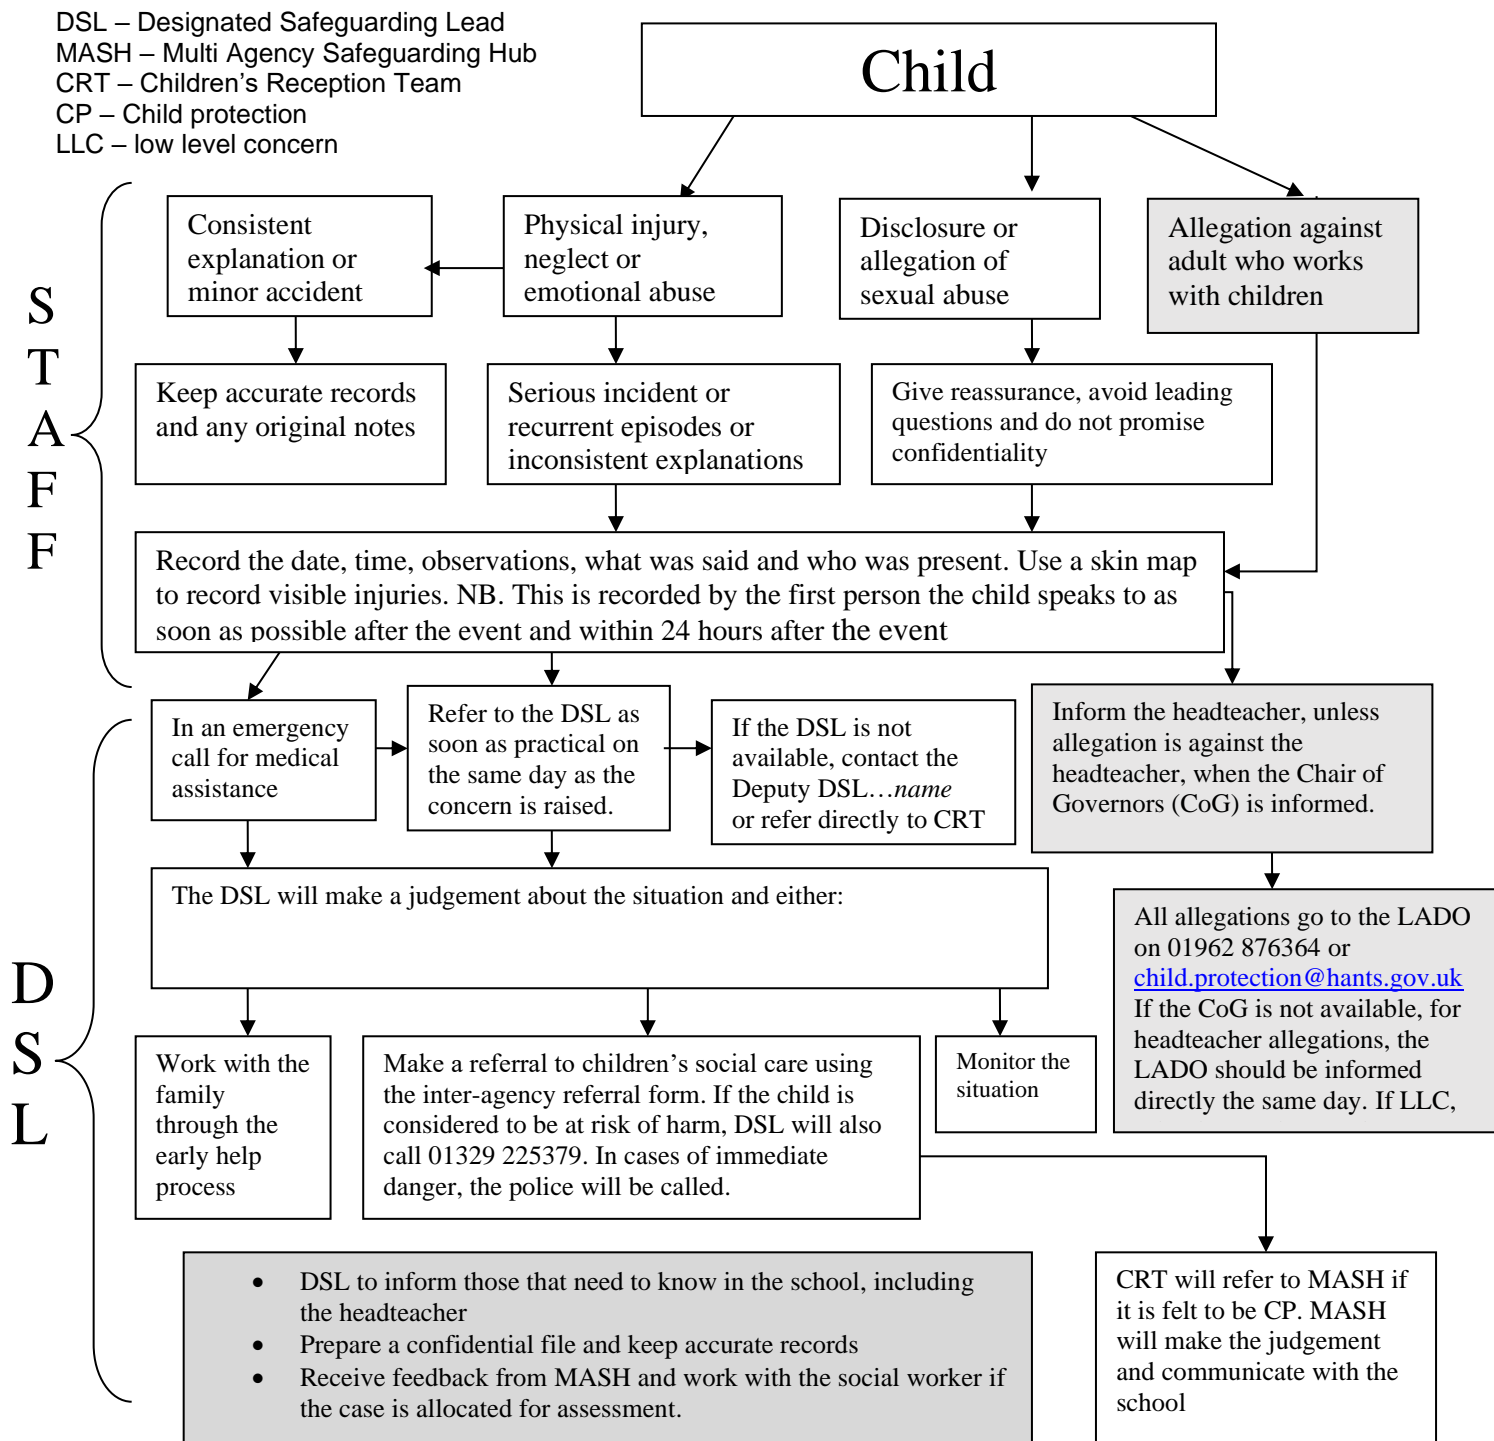 DSL – Designated Safeguarding Lead
MASH – Multi Agency Safeguarding Hub
CRT – Children's Reception Team
CP – Child protection
LLC – low level concern
Child
S
T
A
F
F
Consistent
explanation or
minor accident
Physical injury,
neglect or
emotional abuse
Disclosure or
allegation of
sexual abuse
Allegation against
adult who works
with children
Keep accurate records
and any original notes
Serious incident or
recurrent episodes or
inconsistent explanations
Give reassurance, avoid leading
questions and do not promise
confidentiality
Record the date, time, observations, what was said and who was present. Use a skin map
to record visible injuries. NB. This is recorded by the first person the child speaks to as
soon as possible after the event and within 24 hours after the event
D
S
L
In an emergency
call for medical
assistance
Refer to the DSL as
soon as practical on
the same day as the
concern is raised.
If the DSL is not
available, contact the
Deputy DSL…name
or refer directly to CRT
Inform the headteacher, unless
allegation is against the
headteacher, when the Chair of
Governors (CoG) is informed.
The DSL will make a judgement about the situation and either:
All allegations go to the LADO
on 01962 876364 or
child.protection@hants.gov.uk
If the CoG is not available, for
headteacher allegations, the
LADO should be informed
directly the same day. If LLC,
Work with the
family
through the
early help
process
Make a referral to children's social care using
the inter-agency referral form. If the child is
considered to be at risk of harm, DSL will also
call 01329 225379. In cases of immediate
danger, the police will be called.
Monitor the
situation
• DSL to inform those that need to know in the school, including
the headteacher
• Prepare a confidential file and keep accurate records
• Receive feedback from MASH and work with the social worker if
the case is allocated for assessment.
CRT will refer to MASH if
it is felt to be CP. MASH
will make the judgement
and communicate with the
school